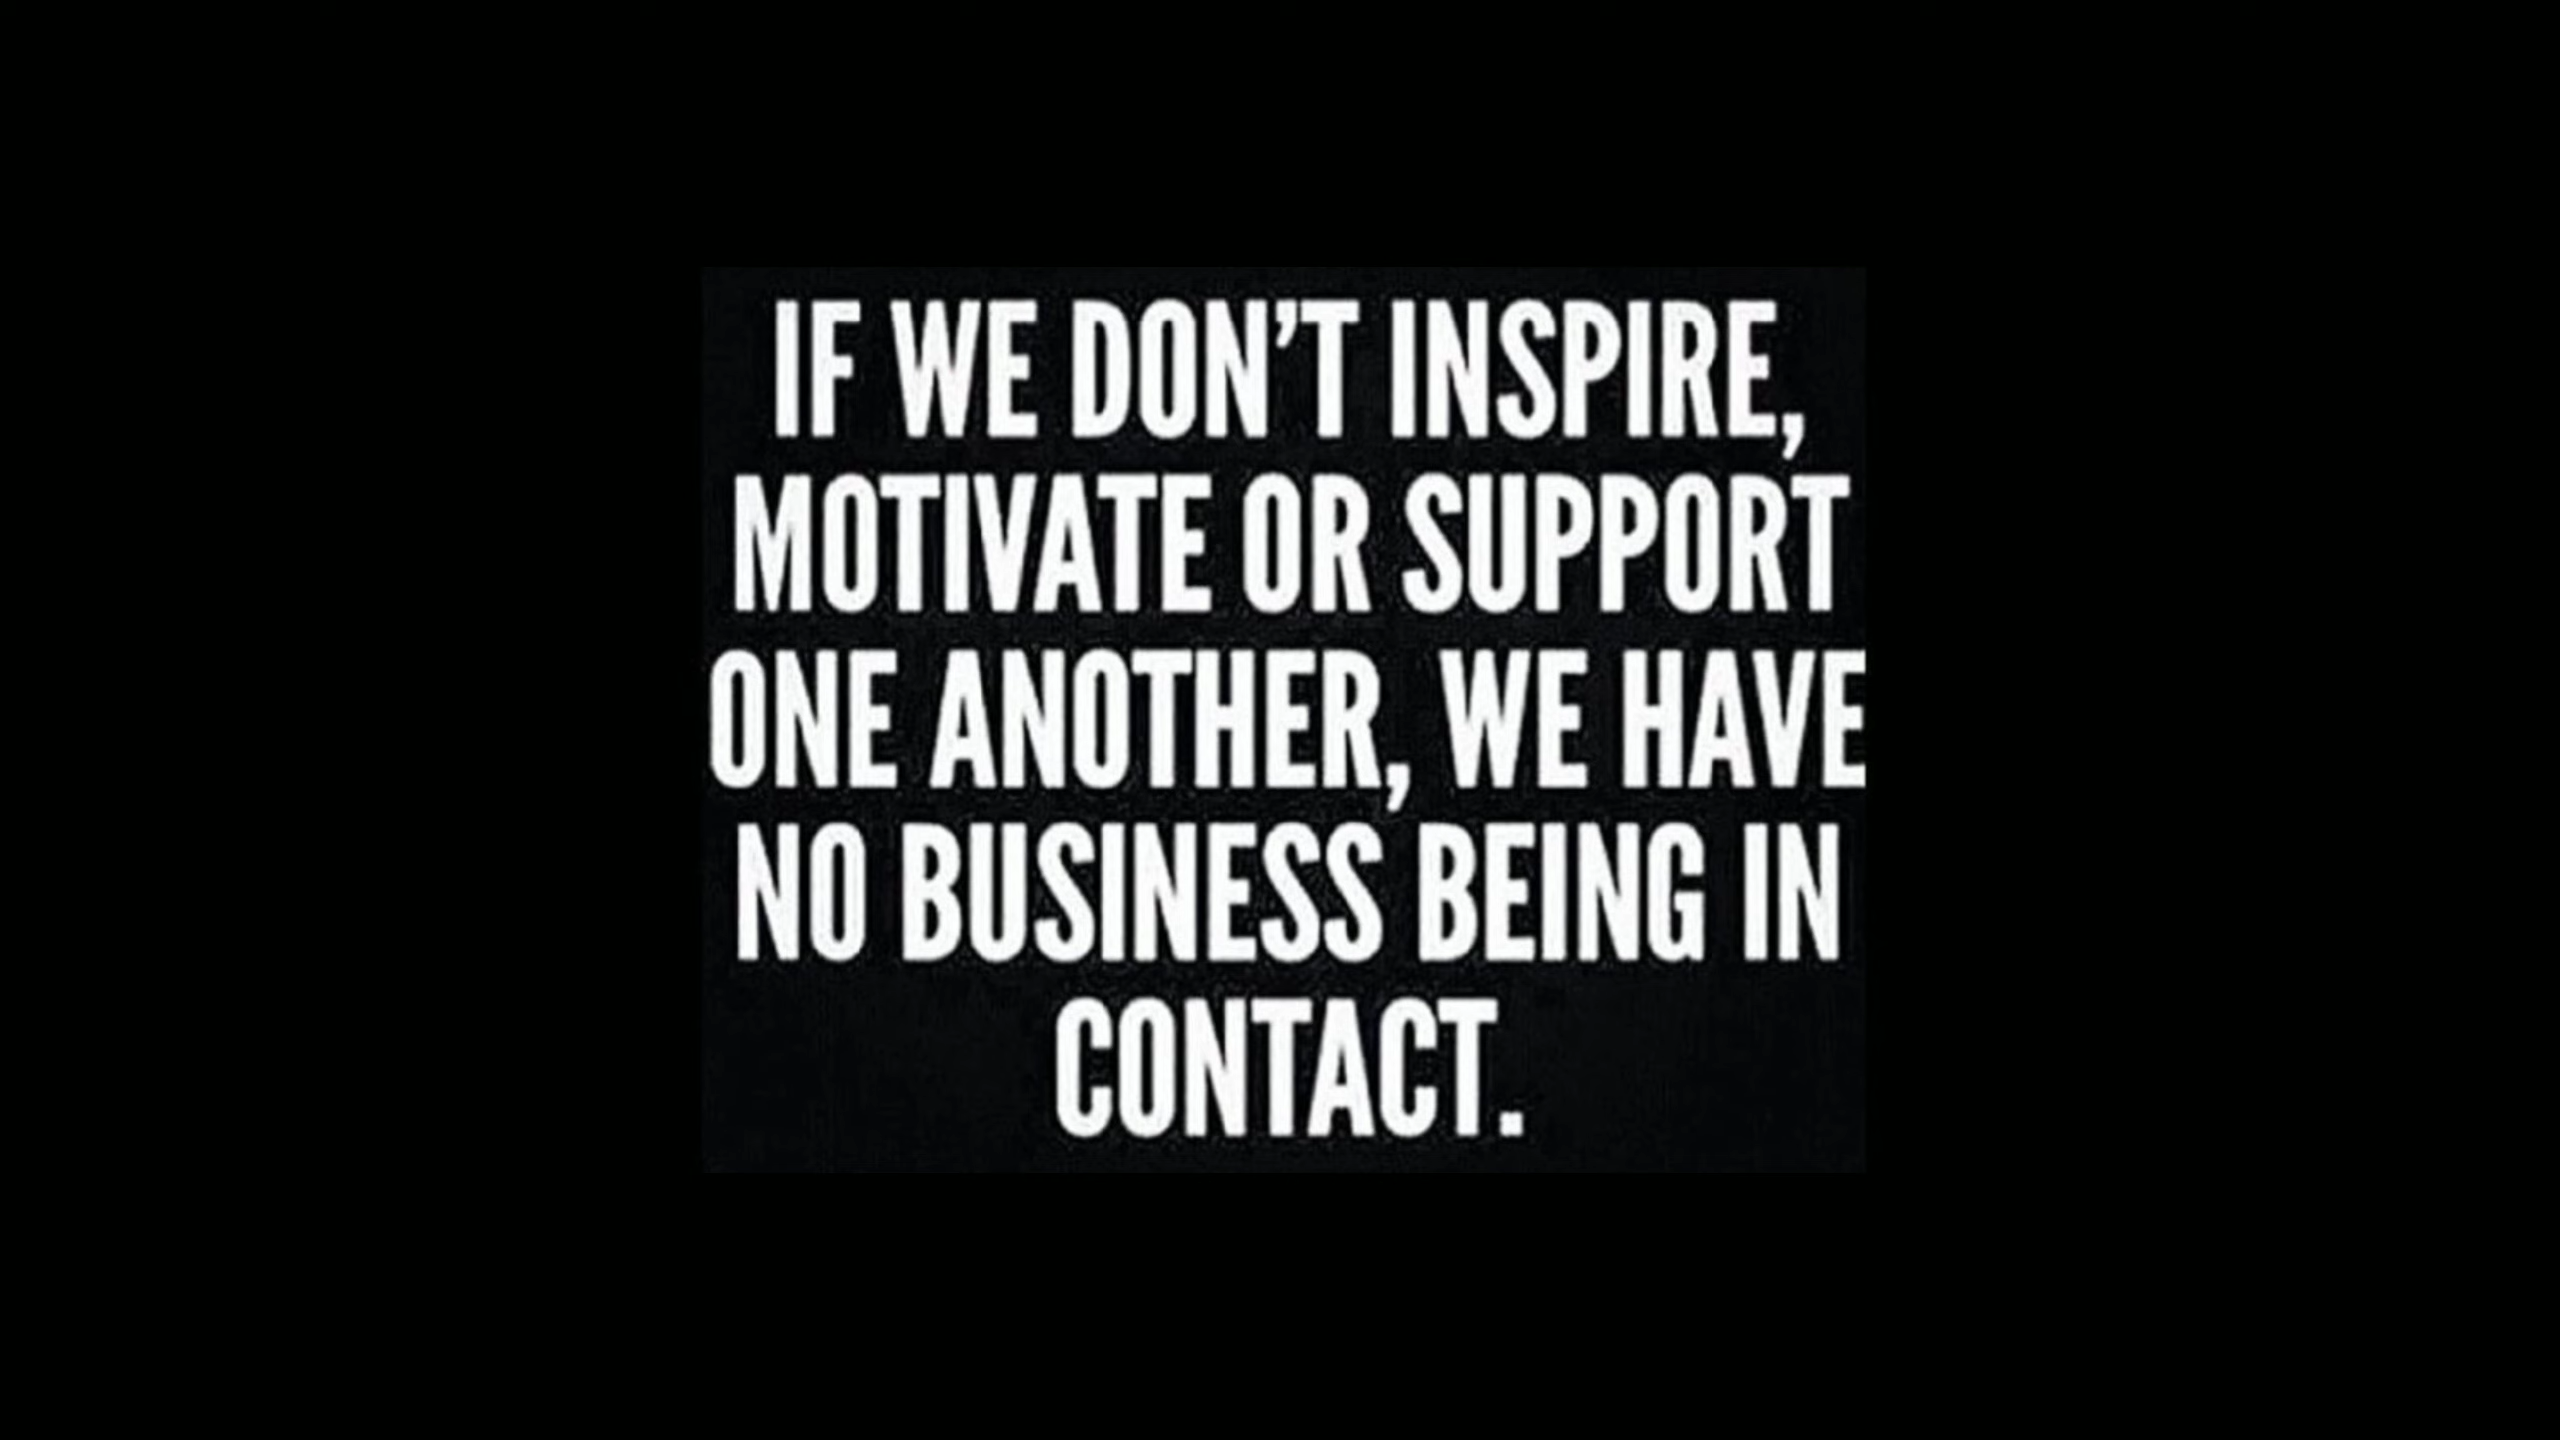 IF WE DON’T INSPIRE,
MOTIVATE OR SUPPORT
ONE ANOTHER, WE HAVE
NO BUSINESS BEING IN
CONTACT.